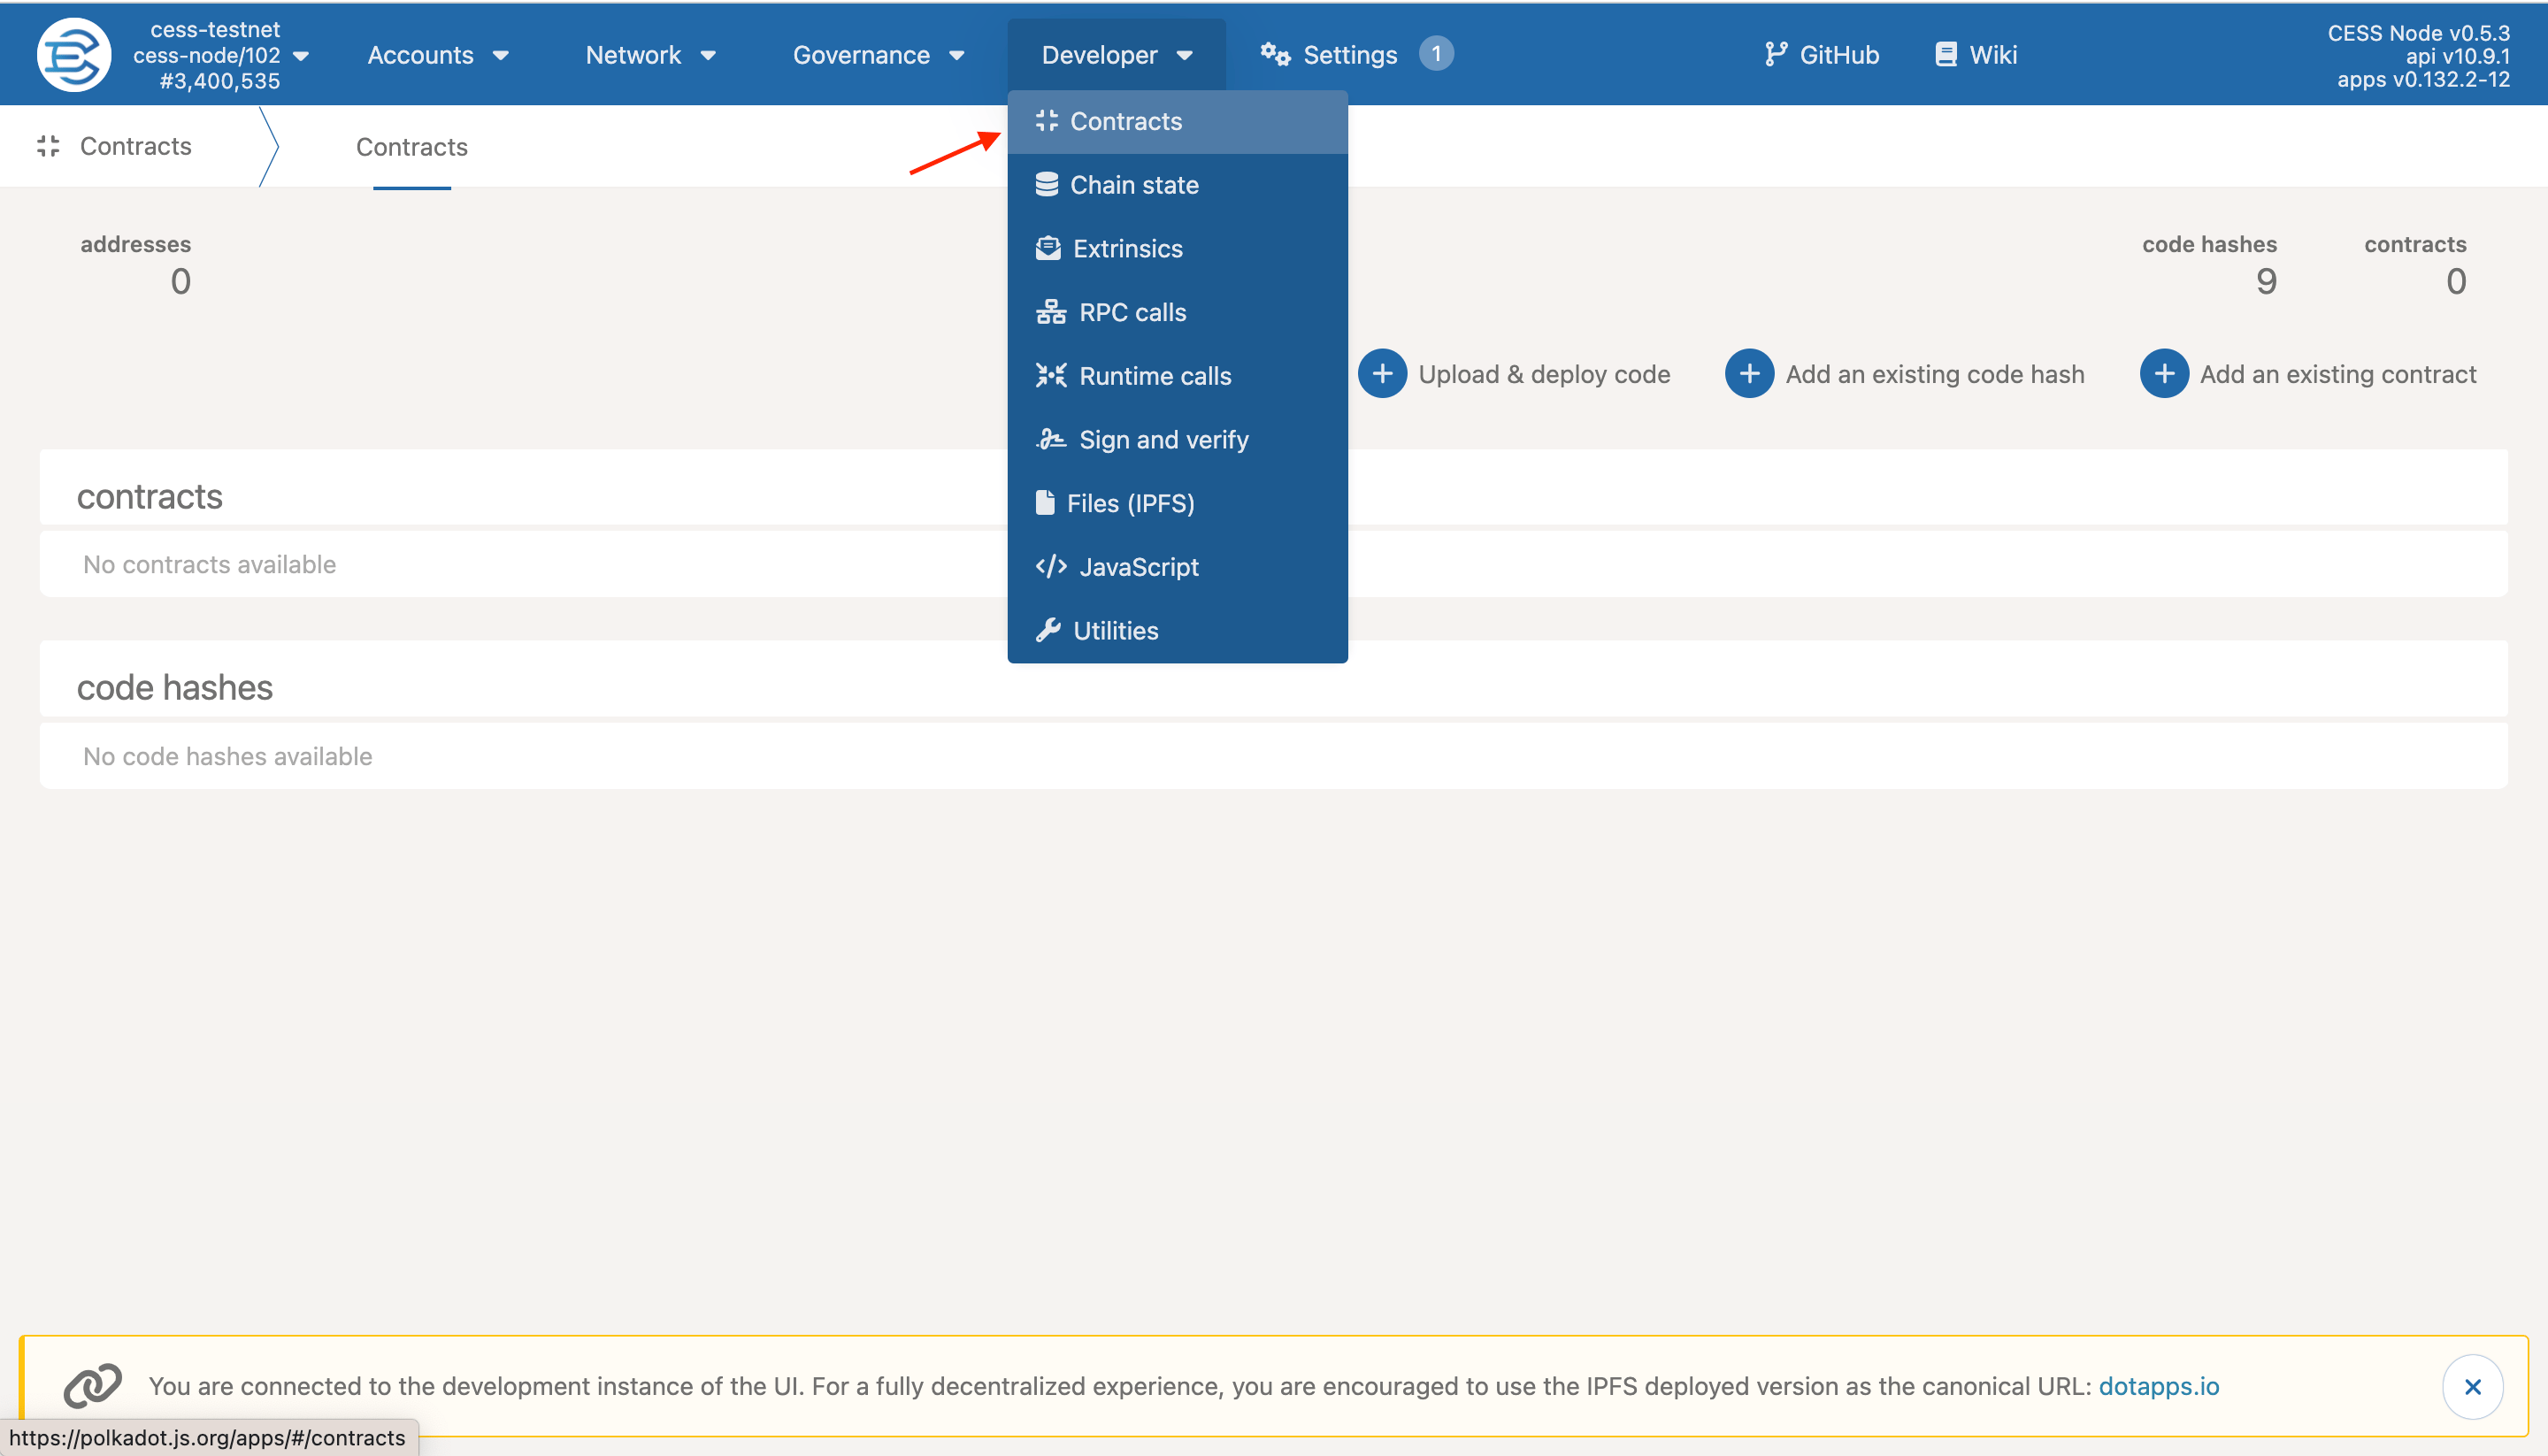 cess-testnet
cess-node/102
#3,400,535
Accounts
Network
Governance
Developer
Settings
1
GitHub
Wiki
CESS Node v0.5.3
api v10.9.1
apps v0.132.2-12
Contracts
Contracts
Contracts
Chain state
Extrinsics
RPC calls
Runtime calls
Sign and verify
Files (IPFS)
JavaScript
Utilities
addresses
0
code hashes
9
contracts
0
Upload & deploy code
Add an existing code hash
Add an existing contract
contracts
No contracts available
code hashes
No code hashes available
You are connected to the development instance of the UI. For a fully decentralized experience, you are encouraged to use the IPFS deployed version as the canonical URL: dotapps.io
https://polkadot.js.org/apps/#/contracts